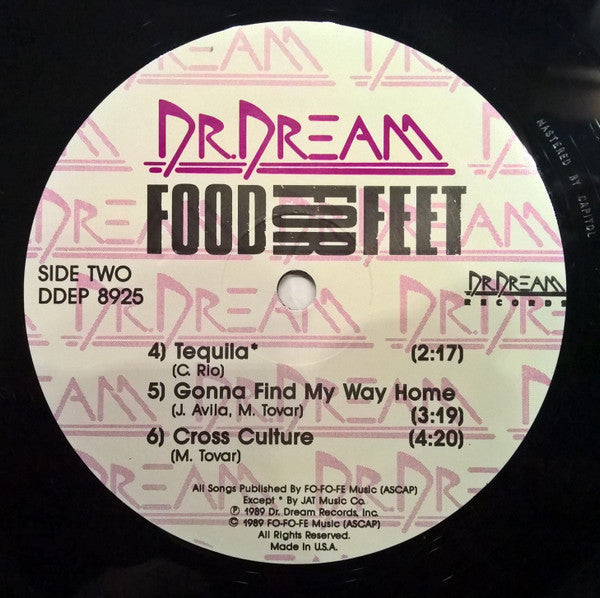 DR.DREAM
FOOD FOR FEET
SIDE TWO
DDEP 8925
DR.DREAM
RECORDS
4) Tequila* (2:17)
(C. Rio)
5) Gonna Find My Way Home
(J. Avila, M. Tovar) (3:19)
6) Cross Culture (4:20)
(M. Tovar)
All Songs Published By FO-FO-FE Music (ASCAP)
Except * By JAT Music Co.
Ⓟ 1989 Dr. Dream Records, Inc.
© 1989 FO-FO-FE Music (ASCAP)
All Rights Reserved.
Made in U.S.A.
MASTERED BY CAPITOL